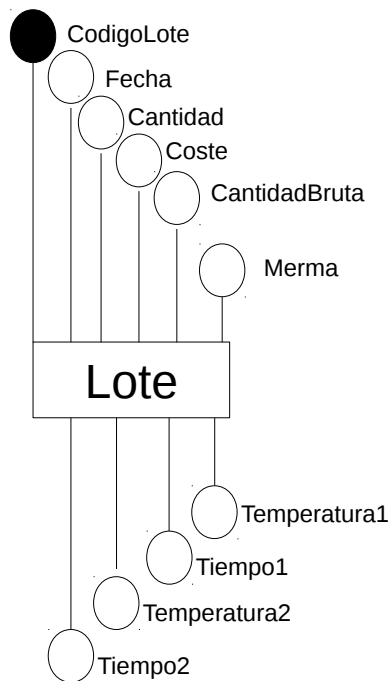 CodigoLote
Fecha
Cantidad
Coste
CantidadBruta
Merma
Lote
Temperatura1
Tiempo1
Temperatura2
Tiempo2